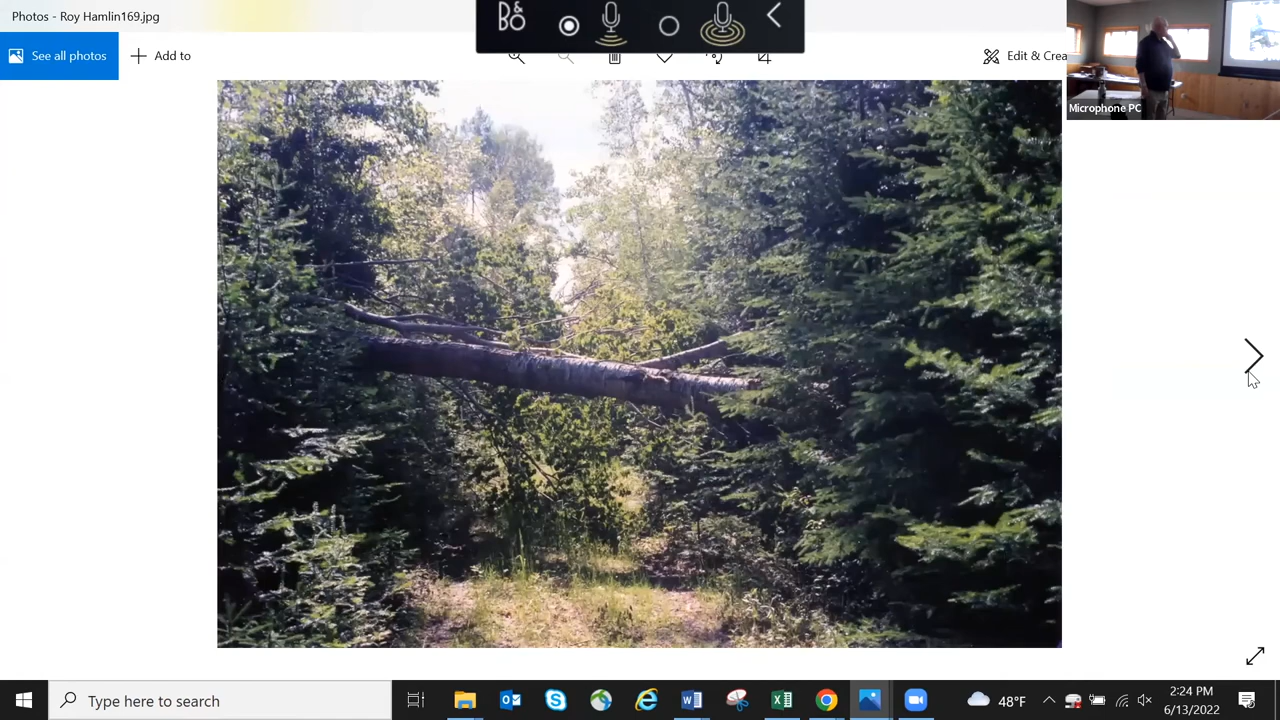 Photos - Roy Hamlin169.jpg
See all photos
Add to
Edit & Crea
Microphone PC
Type here to search
48°F
2:24 PM
6/13/2022